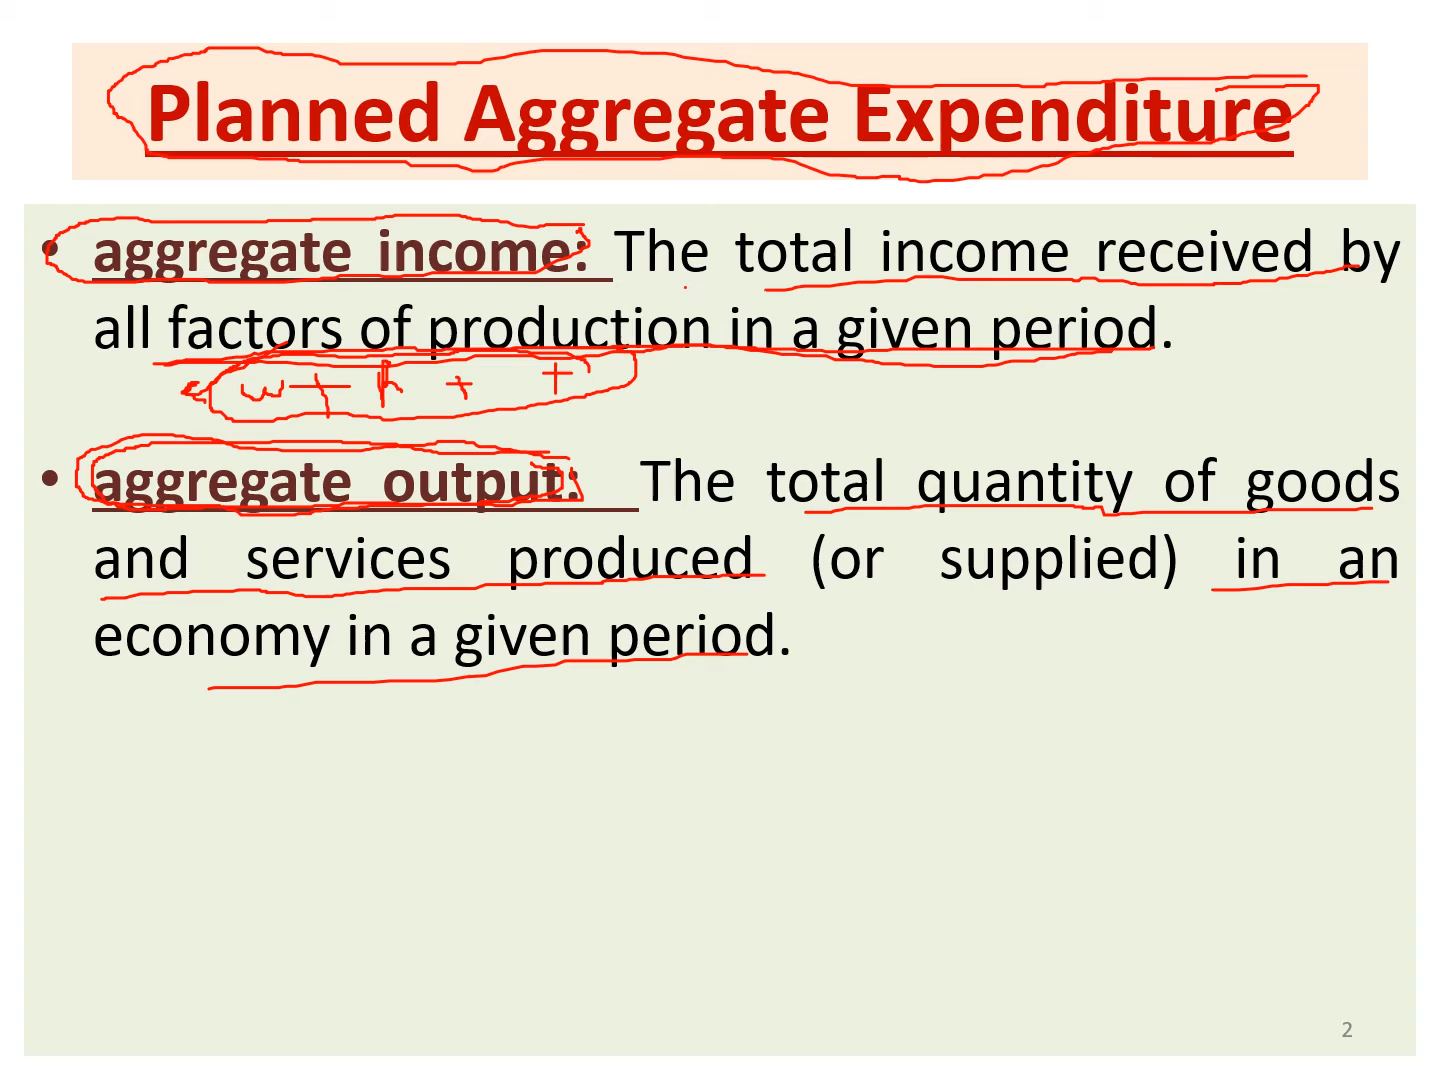 Planned Aggregate Expenditure
• aggregate income: The total income received by
all factors of production in a given period.
w + R + +
• aggregate output: The total quantity of goods
and services produced (or supplied) in an
economy in a given period.
2